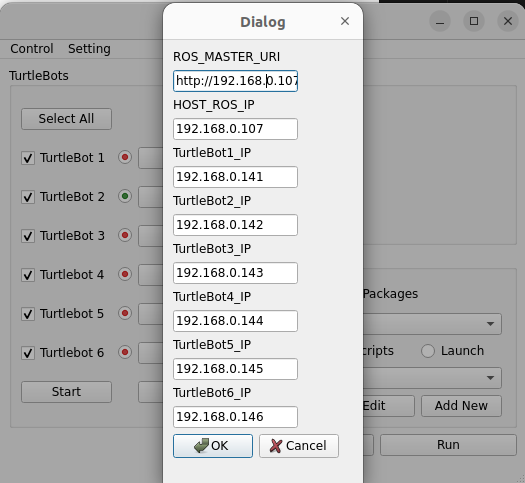 Dialog
Control Setting
TurtleBots
Select All
TurtleBot 1
TurtleBot 2
TurtleBot 3
Turtlebot 4
Turtlebot 5
Turtlebot 6
Start
ROS_MASTER_URI
http://192.168.0.107
HOST_ROS_IP
192.168.0.107
TurtleBot1_IP
192.168.0.141
TurtleBot2_IP
192.168.0.142
TurtleBot3_IP
192.168.0.143
TurtleBot4_IP
192.168.0.144
TurtleBot5_IP
192.168.0.145
TurtleBot6_IP
192.168.0.146
OK Cancel
Packages
Launch
Edit Add New
Run